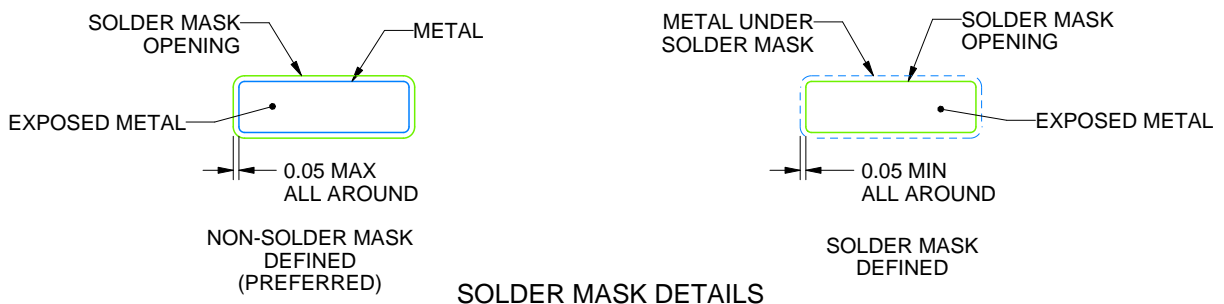 SOLDER MASK
OPENING
METAL
EXPOSED METAL
0.05 MAX
ALL AROUND
NON-SOLDER MASK
DEFINED
(PREFERRED)
METAL UNDER
SOLDER MASK
SOLDER MASK
OPENING
EXPOSED METAL
0.05 MIN
ALL AROUND
SOLDER MASK
DEFINED
SOLDER MASK DETAILS